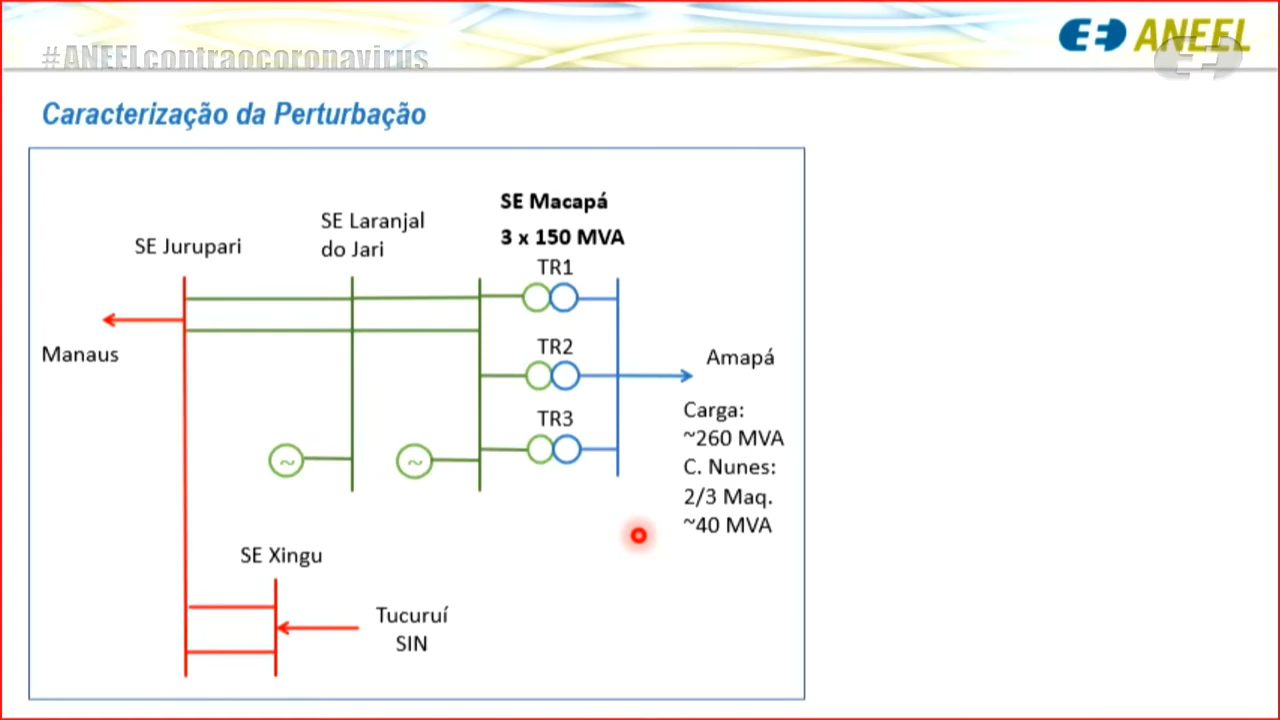 #ANEELcontraocoronavirus
ANEEL
Caracterização da Perturbação
SE Macapá
3 x 150 MVA
SE Laranjal
do Jari
SE Jurupari
TR1
TR2
TR3
Manaus
Amapá
Carga:
~260 MVA
C. Nunes:
2/3 Maq.
~40 MVA
~
~
SE Xingu
Tucuruí
SIN